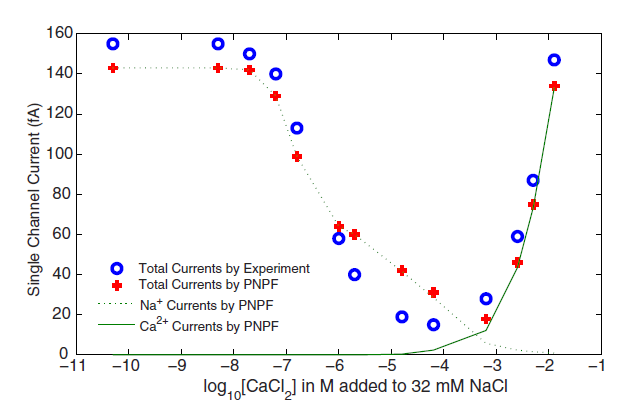 160
140
120
100
80
60
40
20
0
Single Channel Current (fA)
Total Currents by Experiment
Total Currents by PNPF
Na+ Currents by PNPF
Ca2+ Currents by PNPF
−11 −10 −9 −8 −7 −6 −5 −4 −3 −2 −1
log10[CaCl2] in M added to 32 mM NaCl